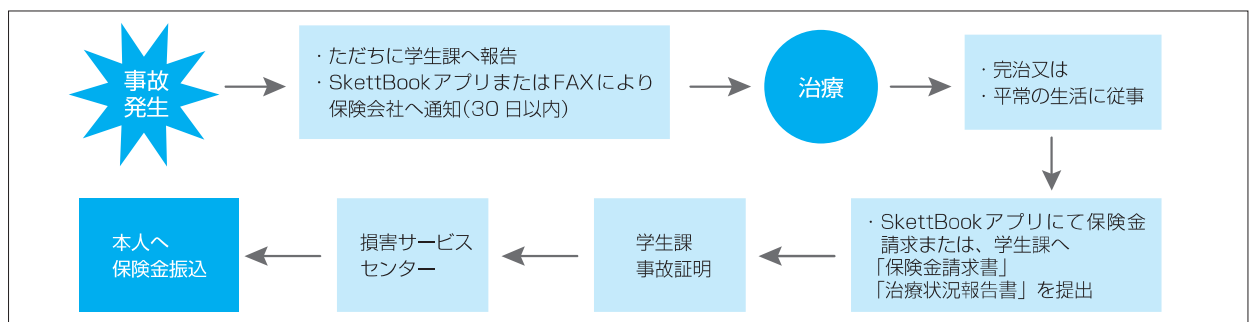 事故
発生
・ただちに学生課へ報告
・SkettBookアプリまたはFAXにより
保険会社へ通知(30日以内)
治療
・完治又は
・平常の生活に従事
・SkettBookアプリにて保険金
請求または、学生課へ
「保険金請求書」
「治療状況報告書」を提出
学生課
事故証明
損害サービス
センター
本人へ
保険金振込